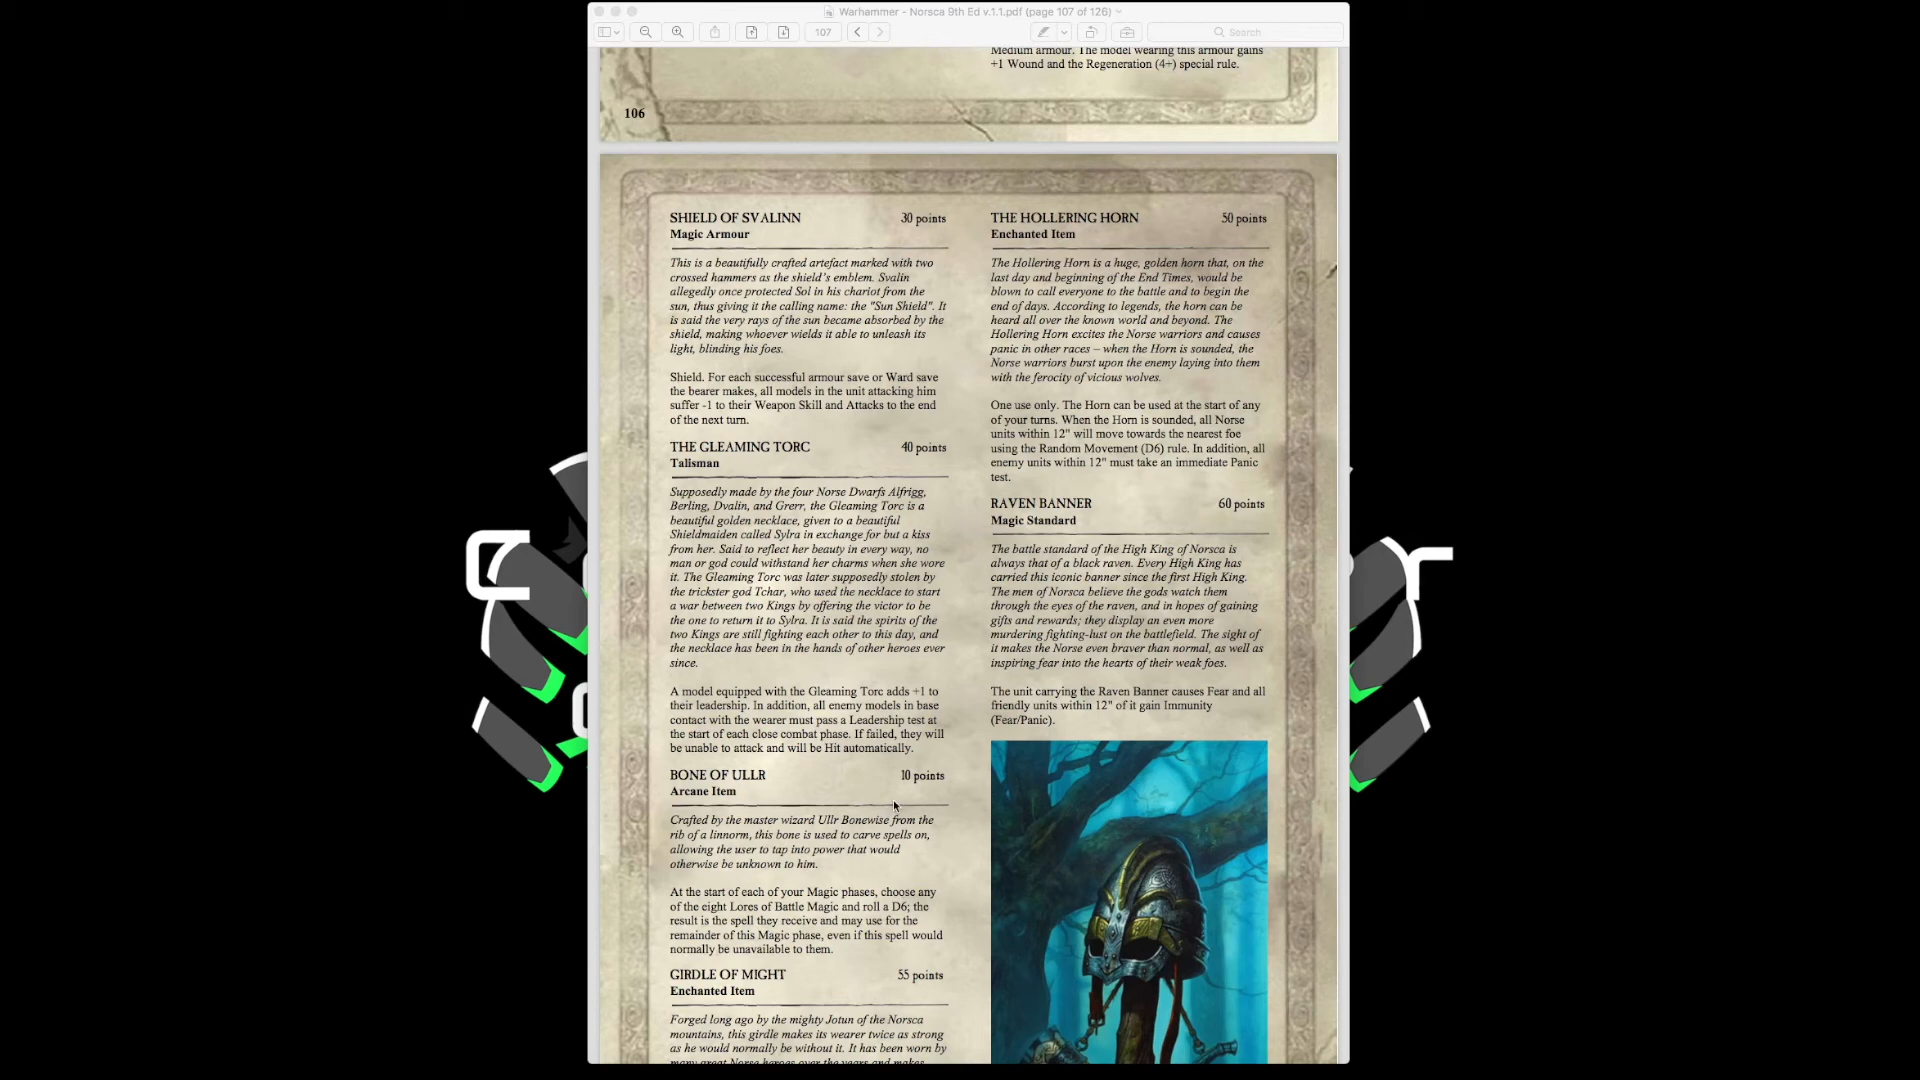 Warhammer - Norsca 9th Ed v.1.1.pdf (page 107 of 126)
107
Search
Medium armour. The model wearing this armour gains
+1 Wound and the Regeneration (4+) special rule.
106
SHIELD OF SVALINN 30 points
Magic Armour
This is a beautifully crafted artefact marked with two
crossed hammers as the shield's emblem. Svalin
allegedly once protected Sol in his chariot from the
sun, thus giving it the calling name: the "Sun Shield". It
is said the very rays of the sun became absorbed by the
shield, making whoever wields it able to unleash its
light, blinding his foes.
Shield. For each successful armour save or Ward save
the bearer makes, all models in the unit attacking him
suffer -1 to their Weapon Skill and Attacks to the end
of the next turn.
THE GLEAMING TORC 40 points
Talisman
Supposedly made by the four Norse Dwarfs Alfrigg,
Berling, Dvalin, and Grerr, the Gleaming Torc is a
beautiful golden necklace, given to a beautiful
Shieldmaiden called Sylra in exchange for but a kiss
from her. Said to reflect her beauty in every way, no
man or god could withstand her charms when she wore
it. The Gleaming Torc was later supposedly stolen by
the trickster god Tchar, who used the necklace to start
a war between two Kings by offering the victor to be
the one to return it to Sylra. It is said the spirits of the
two Kings are still fighting each other to this day, and
the necklace has been in the hands of other heroes ever
since.
A model equipped with the Gleaming Torc adds +1 to
their leadership. In addition, all enemy models in base
contact with the wearer must pass a Leadership test at
the start of each close combat phase. If failed, they will
be unable to attack and will be Hit automatically.
BONE OF ULLR 10 points
Arcane Item
Crafted by the master wizard Ullr Bonewise from the
rib of a linnorm, this bone is used to carve spells on,
allowing the user to tap into power that would
otherwise be unknown to him.
At the start of each of your Magic phases, choose any
of the eight Lores of Battle Magic and roll a D6; the
result is the spell they receive and may use for the
remainder of this Magic phase, even if this spell would
normally be unavailable to them.
GIRDLE OF MIGHT 55 points
Enchanted Item
Forged long ago by the mighty Jotun of the Norsca
mountains, this girdle makes its wearer twice as strong
as he would normally be without it. It has been worn by
many great Norse heroes over the years and makes
THE HOLLERING HORN 50 points
Enchanted Item
The Hollering Horn is a huge, golden horn that, on the
last day and beginning of the End Times, would be
blown to call everyone to the battle and to begin the
end of days. According to legends, the horn can be
heard all over the known world and beyond. The
Hollering Horn excites the Norse warriors and causes
panic in other races – when the Horn is sounded, the
Norse warriors burst upon the enemy laying into them
with the ferocity of vicious wolves.
One use only. The Horn can be used at the start of any
of your turns. When the Horn is sounded, all Norse
units within 12" will move towards the nearest foe
using the Random Movement (D6) rule. In addition, all
enemy units within 12" must take an immediate Panic
test.
RAVEN BANNER 60 points
Magic Standard
The battle standard of the High King of Norsca is
always that of a black raven. Every High King has
carried this iconic banner since the first High King.
The men of Norsca believe the gods watch them
through the eyes of the raven, and in hopes of gaining
gifts and rewards; they display an even more
murdering fighting-lust on the battlefield. The sight of
it makes the Norse even braver than normal, as well as
inspiring fear into the hearts of their weak foes.
The unit carrying the Raven Banner causes Fear and all
friendly units within 12" of it gain Immunity
(Fear/Panic).